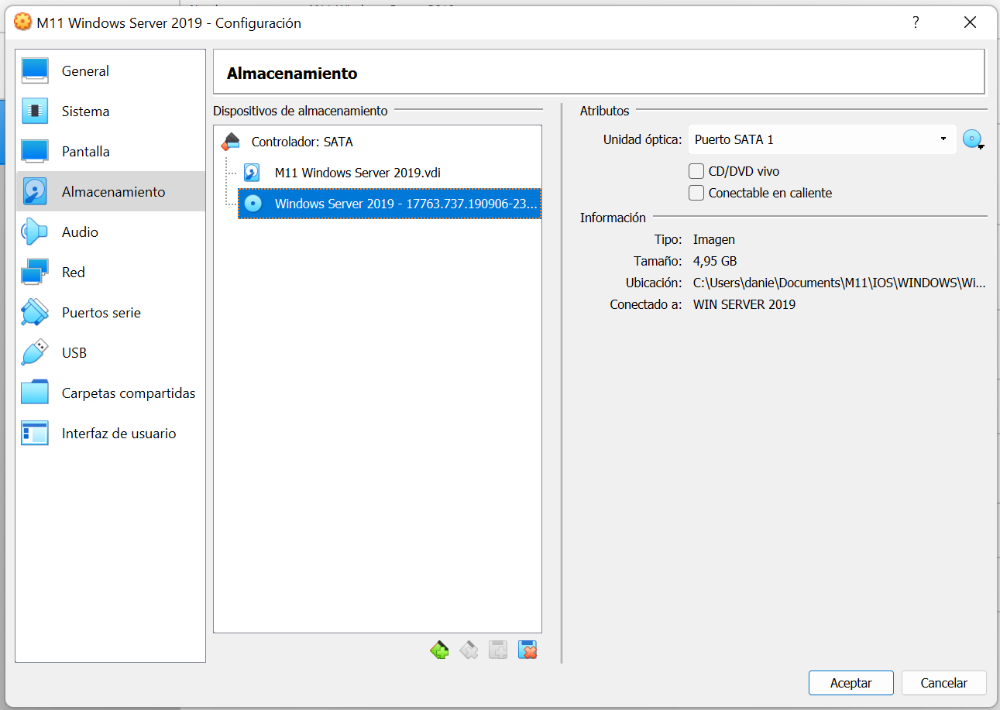 M11 Windows Server 2019 - Configuración
?
General
Sistema
Pantalla
Almacenamiento
Audio
Red
Puertos serie
USB
Carpetas compartidas
Interfaz de usuario
Almacenamiento
Dispositivos de almacenamiento
Controlador: SATA
M11 Windows Server 2019.vdi
Windows Server 2019 - 17763.737.190906-23...
Atributos
Unidad óptica: Puerto SATA 1
CD/DVD vivo
Conectable en caliente
Información
Tipo: Imagen
Tamaño: 4,95 GB
Ubicación: C:\Users\danie\Documents\M11\IOS\WINDOWS\Wi...
Conectado a: WIN SERVER 2019
Aceptar
Cancelar